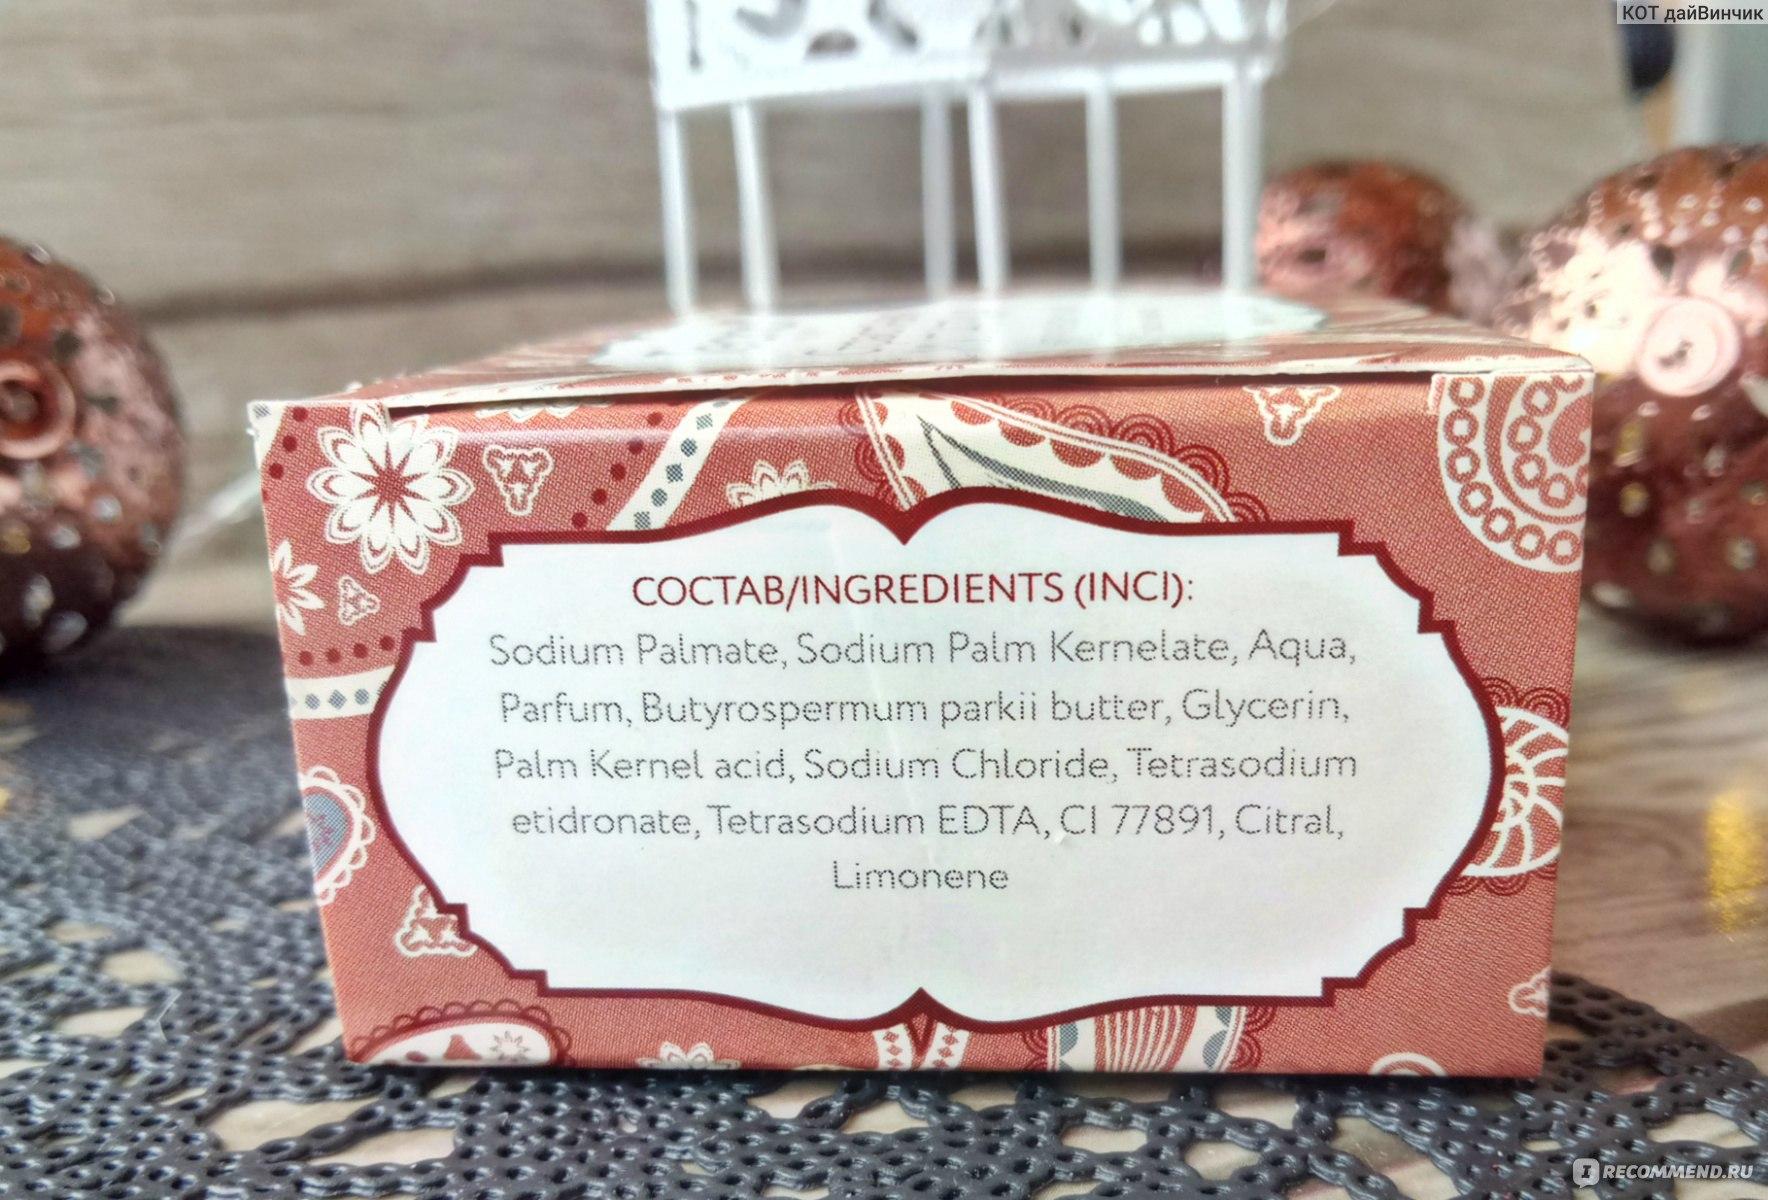 КОТ дайВинчик
СОСТАВ/INGREDIENTS (INCI):
Sodium Palmate, Sodium Palm Kernelate, Aqua,
Parfum, Butyrospermum parkii butter, Glycerin,
Palm Kernel acid, Sodium Chloride, Tetrasodium
etidronate, Tetrasodium EDTA, CI 77891, Citral,
Limonene
IRECOMMEND.RU